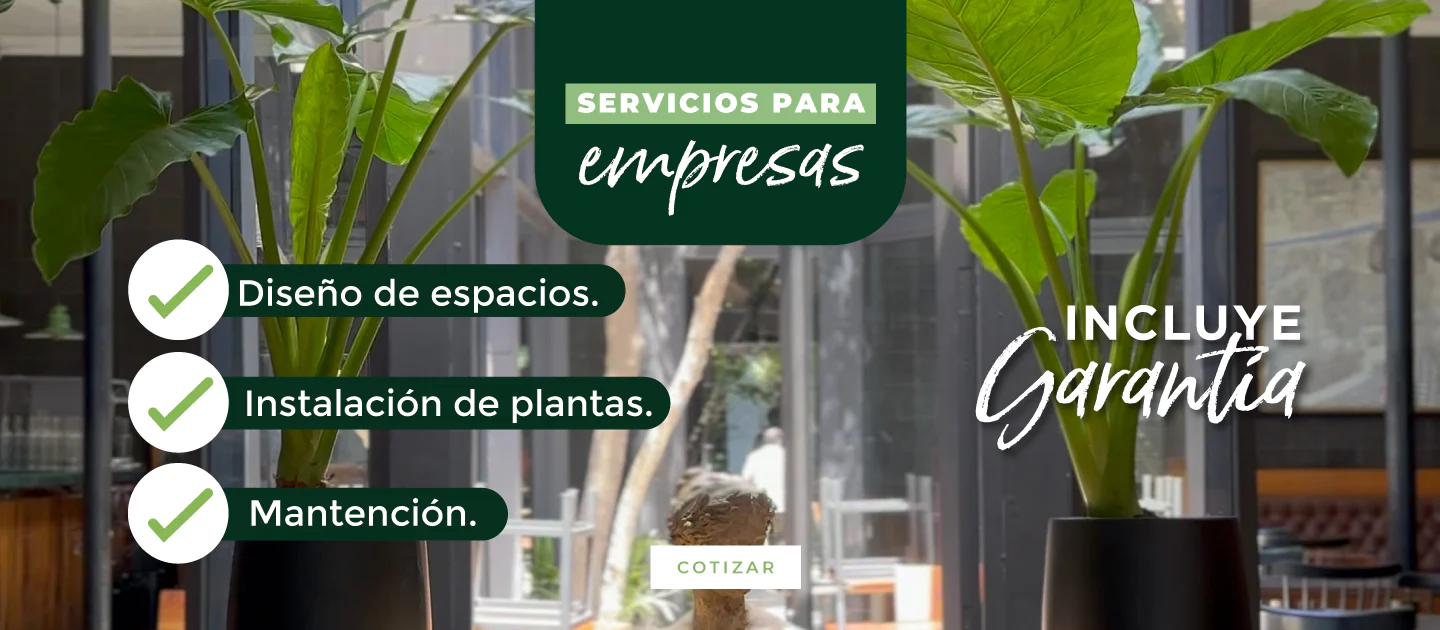 SERVICIOS PARA
empresas
Diseño de espacios.
Instalación de plantas.
Mantención.
INCLUYE
Garantía
COTIZAR